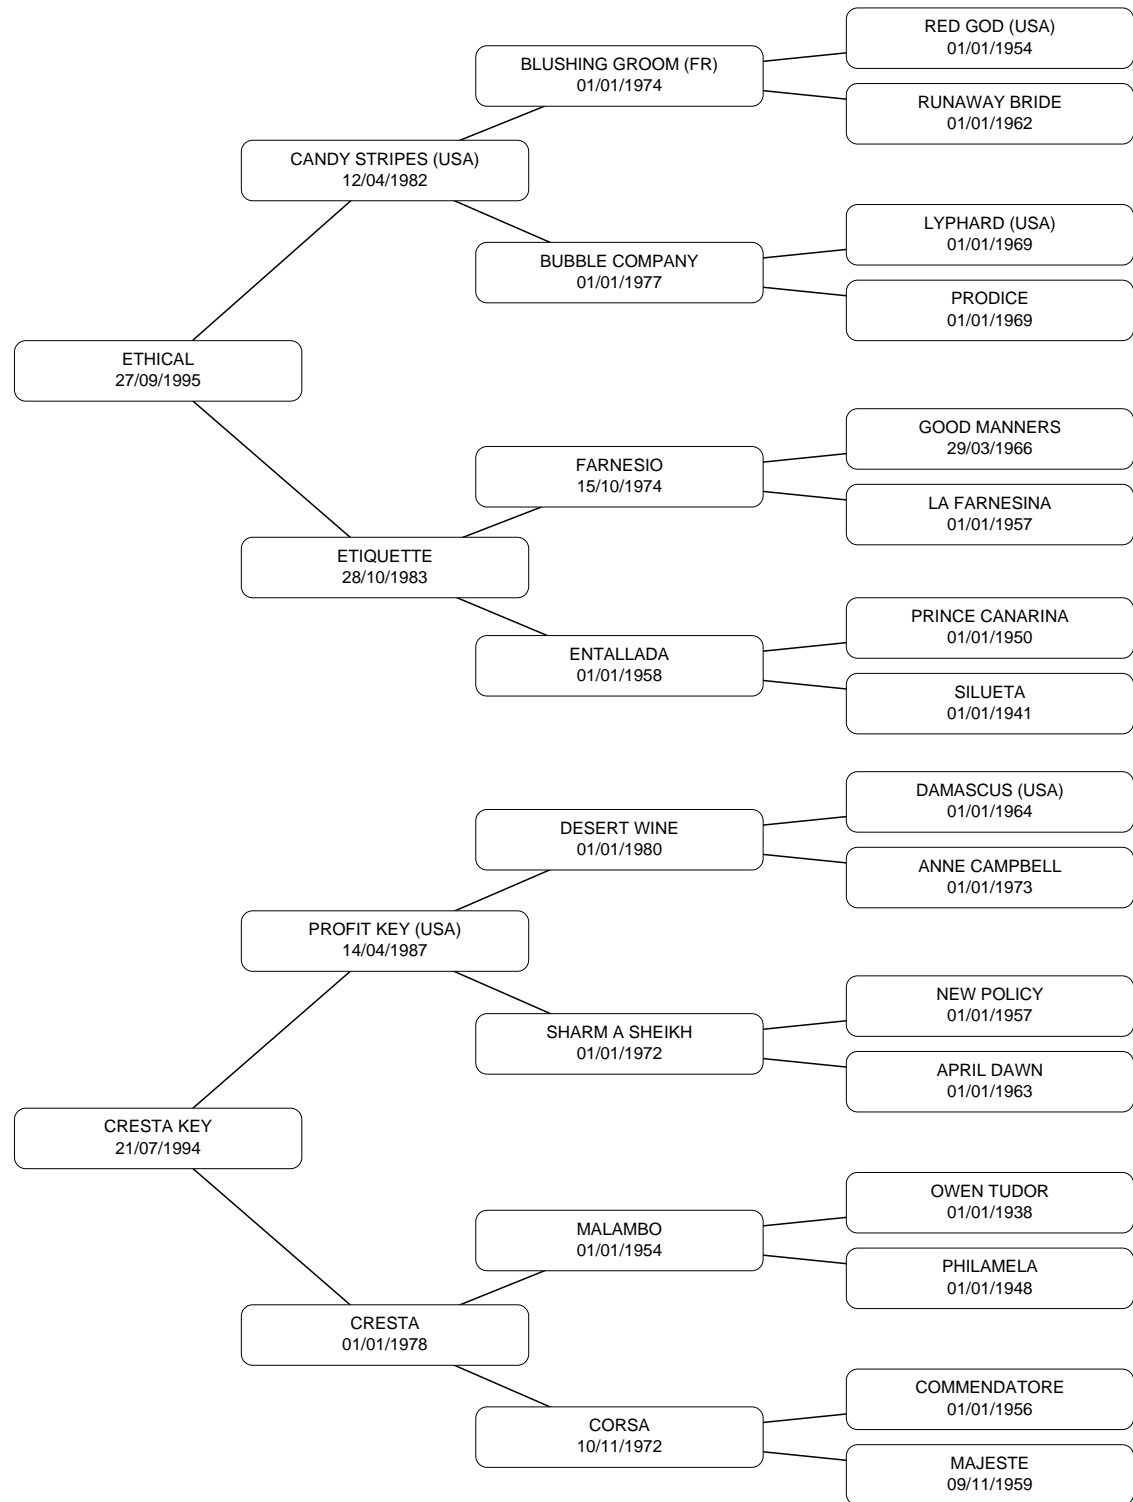 RED GOD (USA)
01/01/1954
BLUSHING GROOM (FR)
01/01/1974
RUNAWAY BRIDE
01/01/1962
CANDY STRIPES (USA)
12/04/1982
LYPHARD (USA)
01/01/1969
BUBBLE COMPANY
01/01/1977
PRODICE
01/01/1969
ETHICAL
27/09/1995
GOOD MANNERS
29/03/1966
FARNESIO
15/10/1974
LA FARNESINA
01/01/1957
ETIQUETTE
28/10/1983
PRINCE CANARINA
01/01/1950
ENTALLADA
01/01/1958
SILUETA
01/01/1941
DAMASCUS (USA)
01/01/1964
DESERT WINE
01/01/1980
ANNE CAMPBELL
01/01/1973
PROFIT KEY (USA)
14/04/1987
NEW POLICY
01/01/1957
SHARM A SHEIKH
01/01/1972
APRIL DAWN
01/01/1963
CRESTA KEY
21/07/1994
OWEN TUDOR
01/01/1938
MALAMBO
01/01/1954
PHILAMELA
01/01/1948
CRESTA
01/01/1978
COMMENDATORE
01/01/1956
CORSA
10/11/1972
MAJESTE
09/11/1959